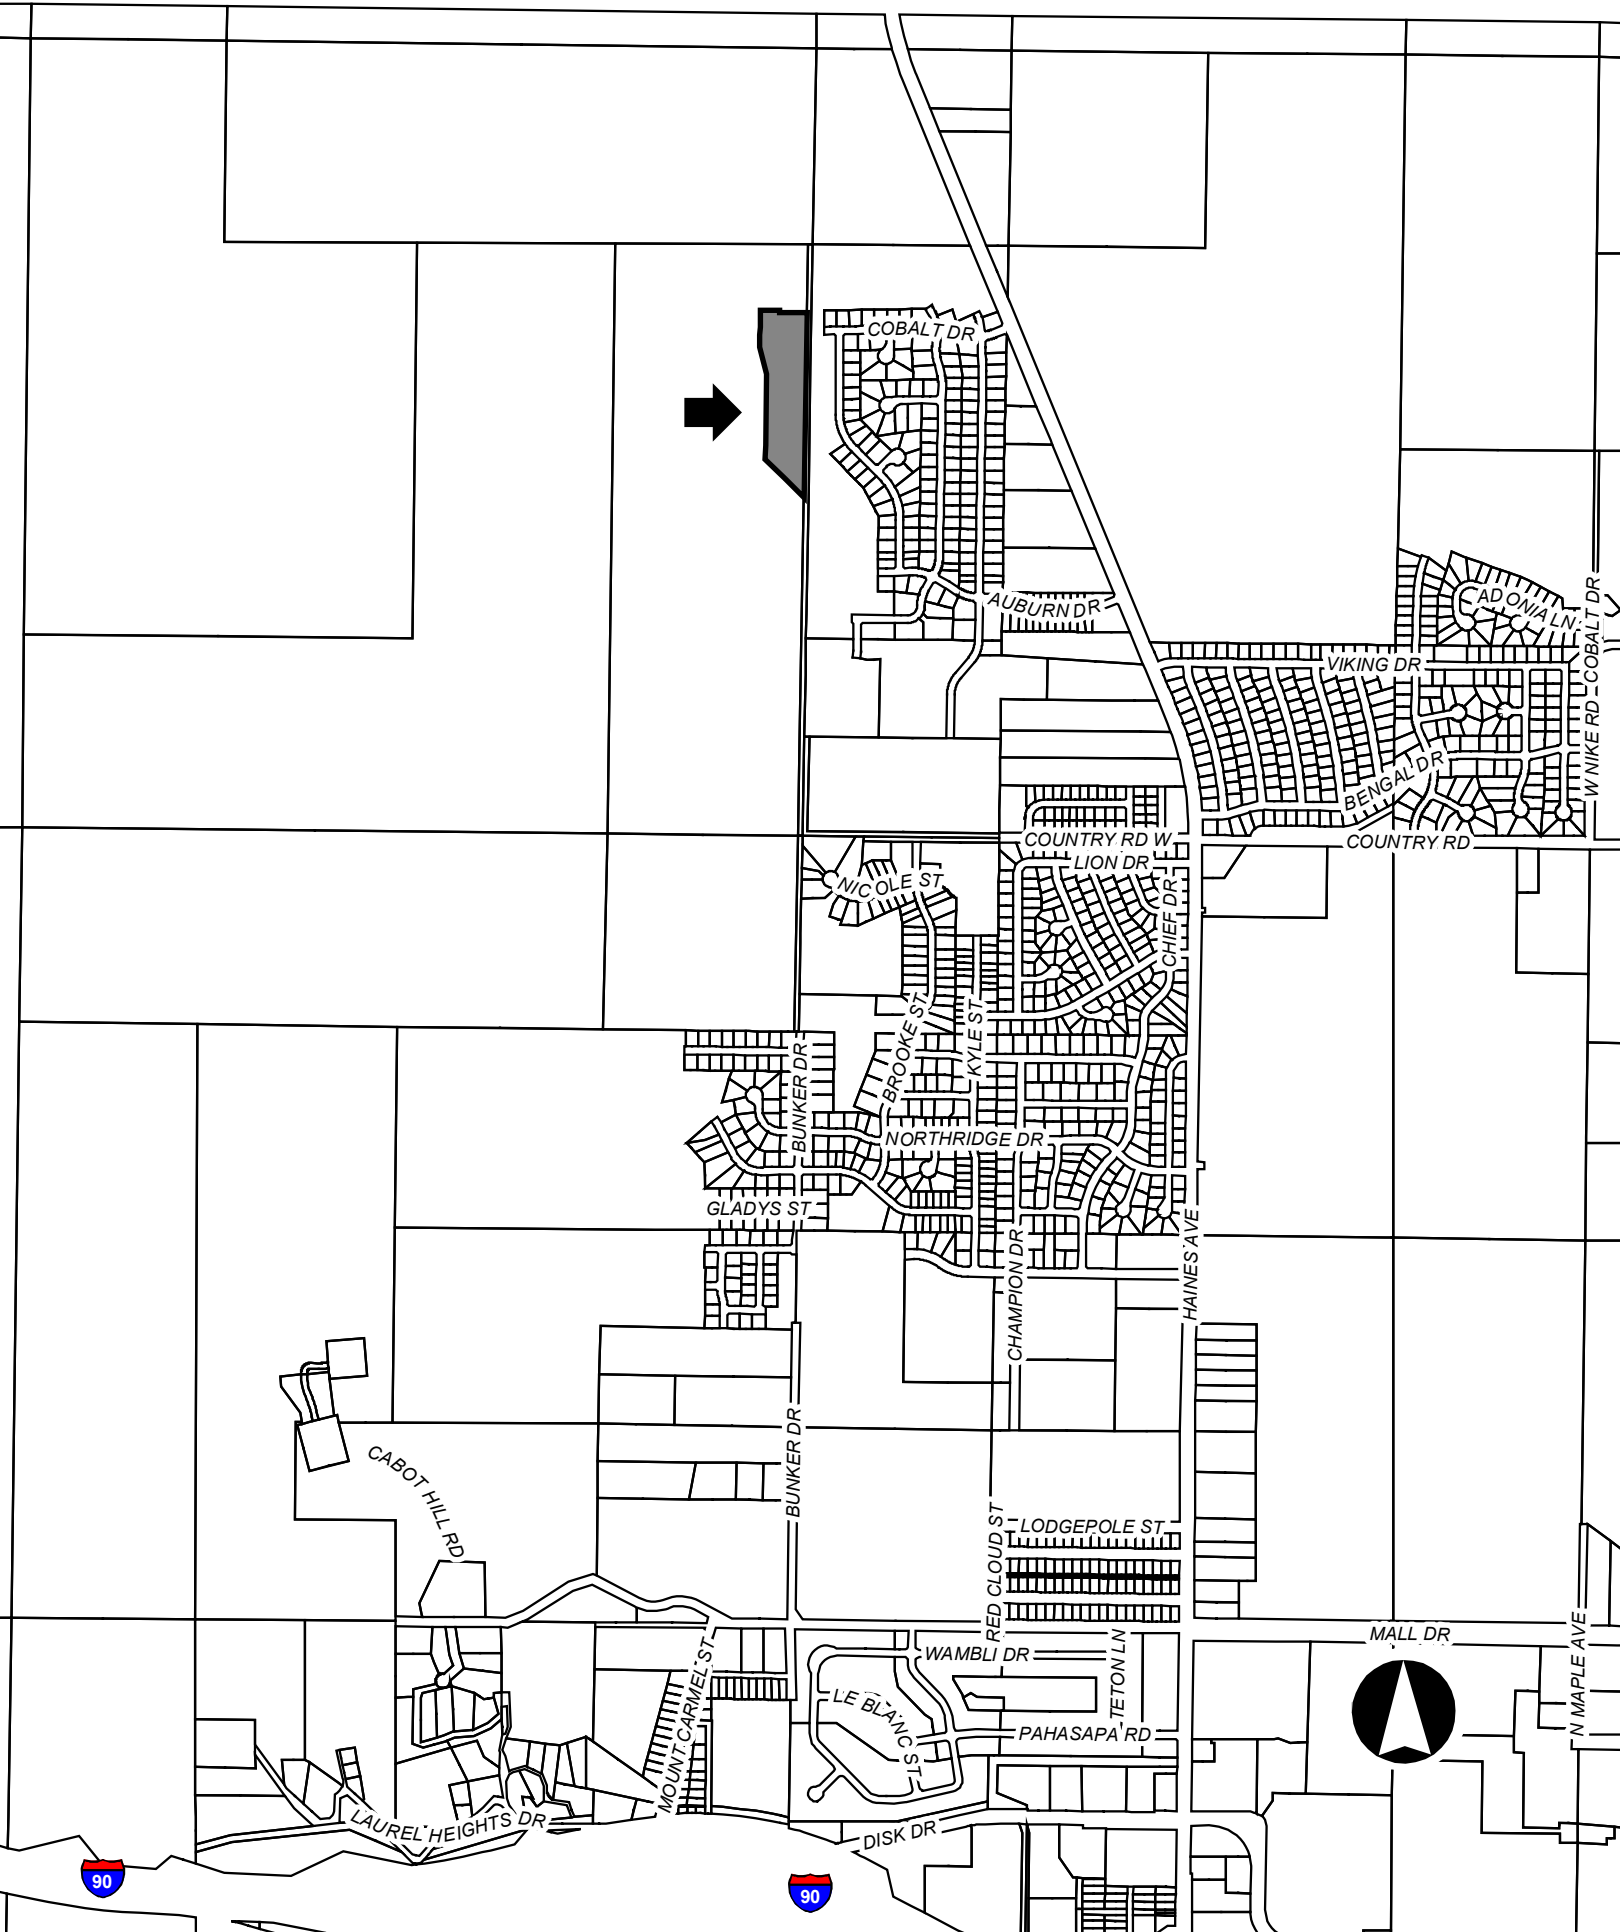 COBALT DR
AUBURN DR
ADONIA LN
W NIKE RD COBALT DR
VIKING DR
BENGAL DR
COUNTRY RD W
COUNTRY RD
LION DR
NICOLE ST
CHIEF DR
BROOKE ST
KYLE ST
BUNKER DR
NORTHRIDGE DR
GLADYS ST
HAINES AVE
CHAMPION DR
BUNKER DR
CABOT HILL RD
RED CLOUD ST
LODGEPOLE ST
MALL DR
N MAPLE AVE
WAMBLI DR
TETON LN
MOUNT CARMEL ST
LE BLANC ST
PAHASAPA RD
LAUREL HEIGHTS DR
DISK DR
90
90